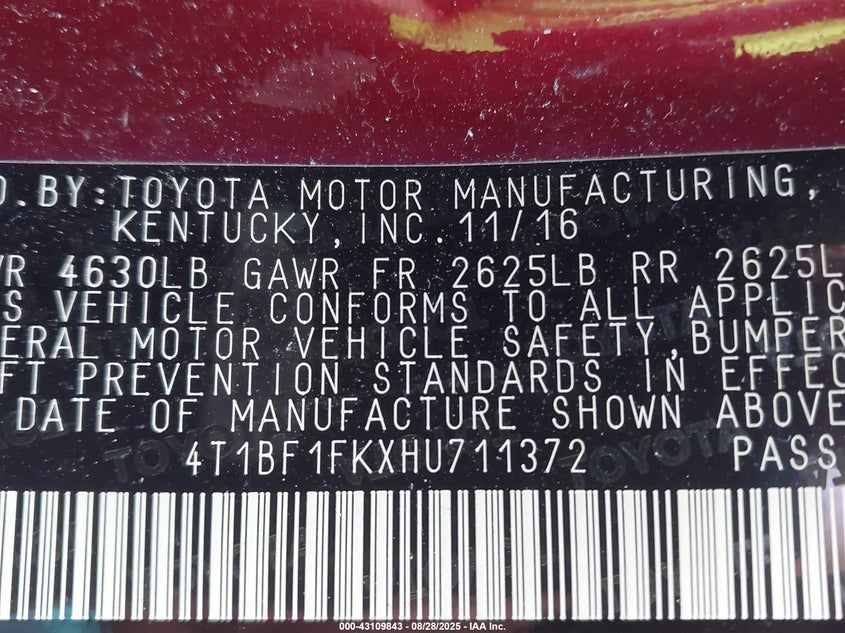 D.BY:TOYOTA MOTOR MANUFACTURING,
KENTUCKY,INC. 11/16
WR 4630LB GAWR FR 2625LB RR 2625L
S VEHICLE CONFORMS TO ALL APPLIC
ERAL MOTOR VEHICLE SAFETY,BUMPER
FT PREVENTION STANDARDS IN EFFEC
DATE OF MANUFACTURE SHOWN ABOVE
4T1BF1FKXHU711372 PASS
000-43109843 - 08/28/2025 - IAA Inc.